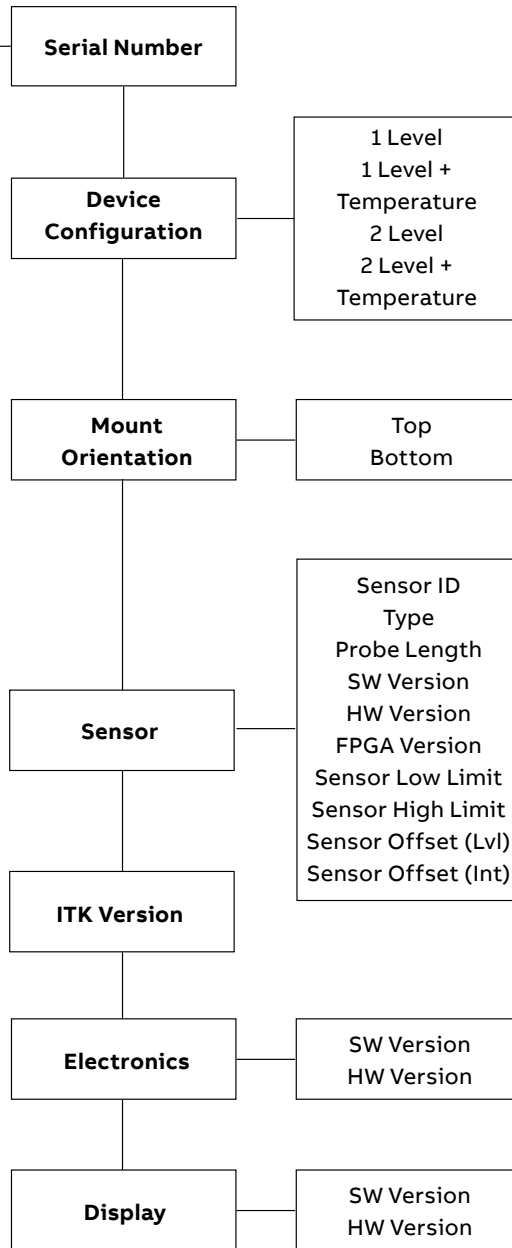 Serial Number
Device
Configuration
1 Level
1 Level +
Temperature
2 Level
2 Level +
Temperature
Mount
Orientation
Top
Bottom
Sensor
Sensor ID
Type
Probe Length
SW Version
HW Version
FPGA Version
Sensor Low Limit
Sensor High Limit
Sensor Offset (Lvl)
Sensor Offset (Int)
ITK Version
Electronics
SW Version
HW Version
Display
SW Version
HW Version